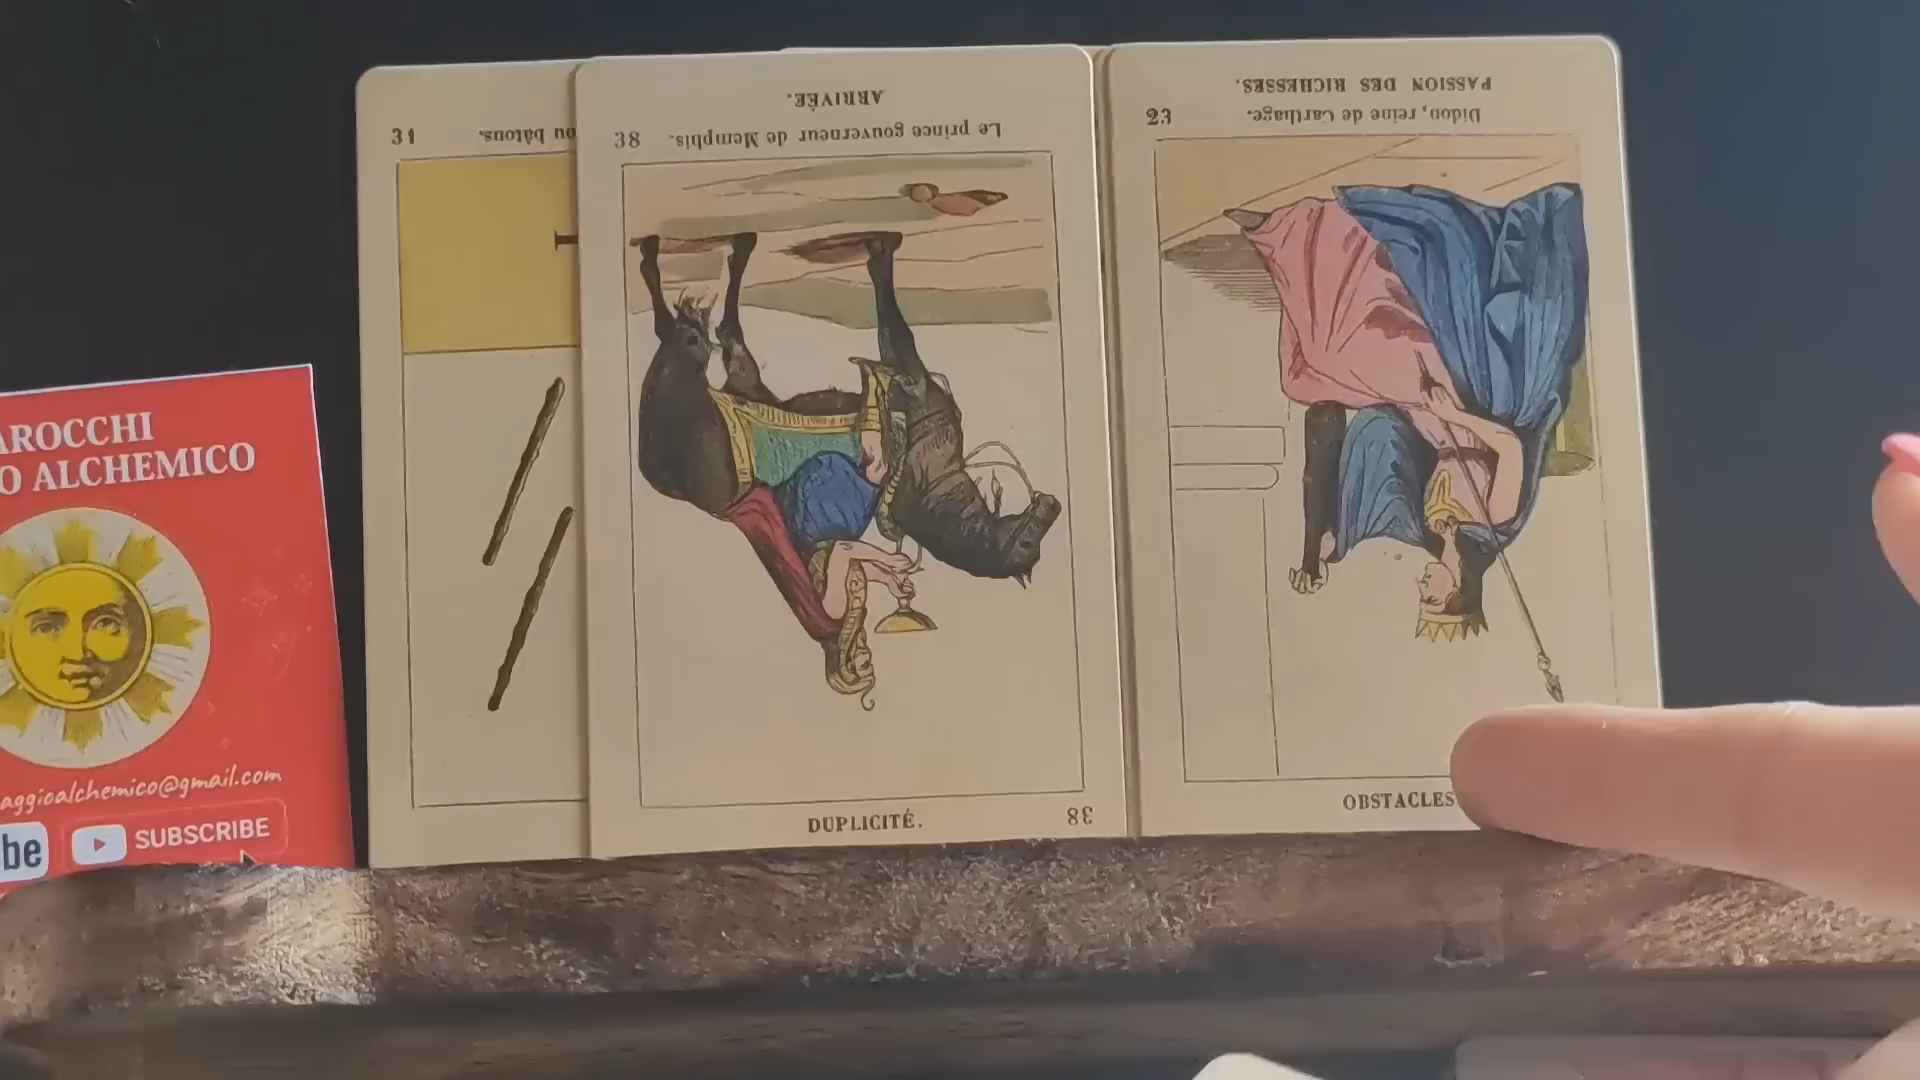 AROCCHI
O ALCHEMICO
aggioalchemico@gmail.com
be
SUBSCRIBE
31
ou bâtons.
ARRIVÉE.
Le prince gouverneur de Memphis.
38
DUPLICITÉ.
38
PASSION DES RICHESSES.
Didon, reine de Carthage.
23
OBSTACLES